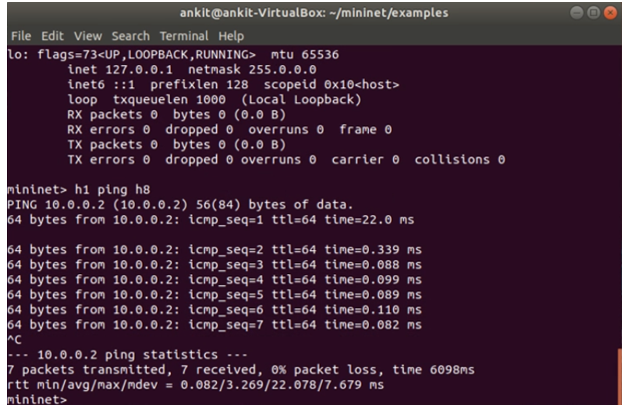 ankit@ankit-VirtualBox: ~/mininet/examples
File Edit View Search Terminal Help
lo: flags=73<UP,LOOPBACK,RUNNING>  mtu 65536
        inet 127.0.0.1  netmask 255.0.0.0
        inet6 ::1  prefixlen 128  scopeid 0x10<host>
        loop  txqueuelen 1000  (Local Loopback)
        RX packets 0  bytes 0 (0.0 B)
        RX errors 0  dropped 0  overruns 0  frame 0
        TX packets 0  bytes 0 (0.0 B)
        TX errors 0  dropped 0 overruns 0  carrier 0  collisions 0
mininet> h1 ping h8
PING 10.0.0.2 (10.0.0.2) 56(84) bytes of data.
64 bytes from 10.0.0.2: icmp_seq=1 ttl=64 time=22.0 ms
64 bytes from 10.0.0.2: icmp_seq=2 ttl=64 time=0.339 ms
64 bytes from 10.0.0.2: icmp_seq=3 ttl=64 time=0.088 ms
64 bytes from 10.0.0.2: icmp_seq=4 ttl=64 time=0.099 ms
64 bytes from 10.0.0.2: icmp_seq=5 ttl=64 time=0.089 ms
64 bytes from 10.0.0.2: icmp_seq=6 ttl=64 time=0.110 ms
64 bytes from 10.0.0.2: icmp_seq=7 ttl=64 time=0.082 ms
^C
--- 10.0.0.2 ping statistics ---
7 packets transmitted, 7 received, 0% packet loss, time 6098ms
rtt min/avg/max/mdev = 0.082/3.269/22.078/7.679 ms
mininet>